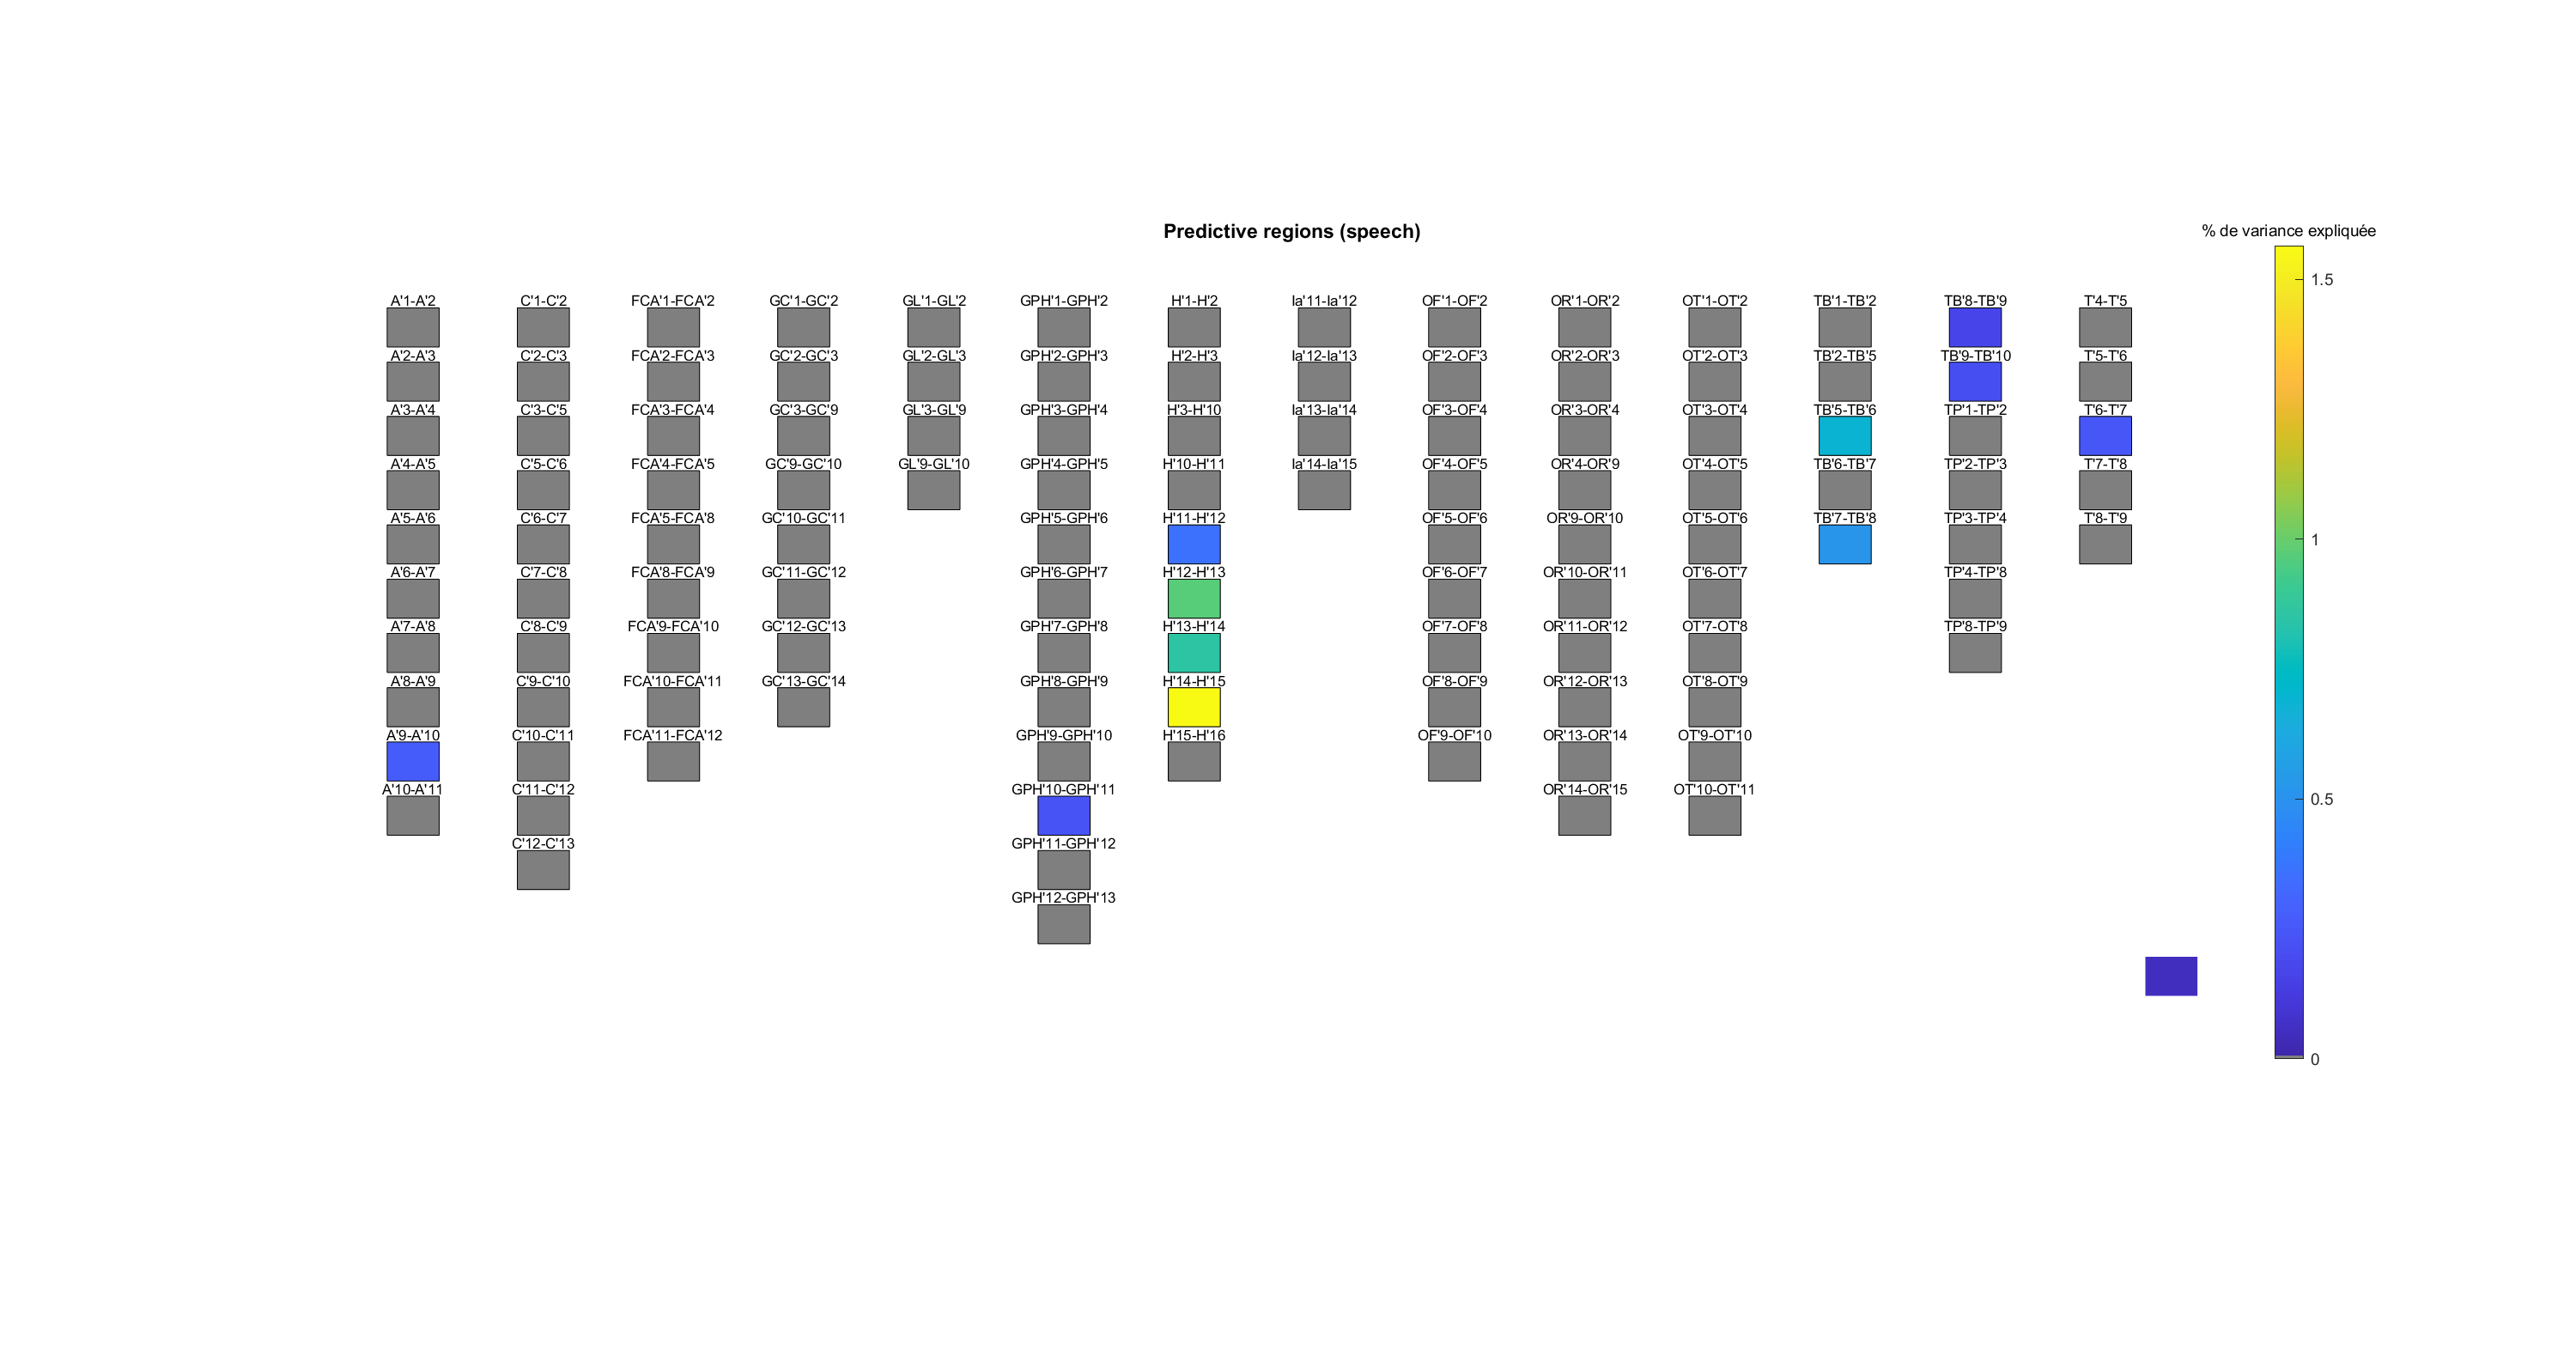 Predictive regions (speech)
% de variance expliquée
A'1-A'2 C'1-C'2 FCA'1-FCA'2 GC'1-GC'2 GL'1-GL'2 GPH'1-GPH'2 H'1-H'2 Ia'11-Ia'12 OF'1-OF'2 OR'1-OR'2 OT'1-OT'2 TB'1-TB'2 TB'8-TB'9 T'4-T'5
1.5
A'2-A'3 C'2-C'3 FCA'2-FCA'3 GC'2-GC'3 GL'2-GL'3 GPH'2-GPH'3 H'2-H'3 Ia'12-Ia'13 OF'2-OF'3 OR'2-OR'3 OT'2-OT'3 TB'2-TB'5 TB'9-TB'10 T'5-T'6
A'3-A'4 C'3-C'5 FCA'3-FCA'4 GC'3-GC'9 GL'3-GL'9 GPH'3-GPH'4 H'3-H'10 Ia'13-Ia'14 OF'3-OF'4 OR'3-OR'4 OT'3-OT'4 TB'5-TB'6 TP'1-TP'2 T'6-T'7
A'4-A'5 C'5-C'6 FCA'4-FCA'5 GC'9-GC'10 GL'9-GL'10 GPH'4-GPH'5 H'10-H'11 Ia'14-Ia'15 OF'4-OF'5 OR'4-OR'9 OT'4-OT'5 TB'6-TB'7 TP'2-TP'3 T'7-T'8
A'5-A'6 C'6-C'7 FCA'5-FCA'8 GC'10-GC'11 GPH'5-GPH'6 H'11-H'12 OF'5-OF'6 OR'9-OR'10 OT'5-OT'6 TB'7-TB'8 TP'3-TP'4 T'8-T'9
1
A'6-A'7 C'7-C'8 FCA'8-FCA'9 GC'11-GC'12 GPH'6-GPH'7 H'12-H'13 OF'6-OF'7 OR'10-OR'11 OT'6-OT'7 TP'4-TP'8
A'7-A'8 C'8-C'9 FCA'9-FCA'10 GC'12-GC'13 GPH'7-GPH'8 H'13-H'14 OF'7-OF'8 OR'11-OR'12 OT'7-OT'8 TP'8-TP'9
A'8-A'9 C'9-C'10 FCA'10-FCA'11 GC'13-GC'14 GPH'8-GPH'9 H'14-H'15 OF'8-OF'9 OR'12-OR'13 OT'8-OT'9
A'9-A'10 C'10-C'11 FCA'11-FCA'12 GPH'9-GPH'10 H'15-H'16 OF'9-OF'10 OR'13-OR'14 OT'9-OT'10
A'10-A'11 C'11-C'12 GPH'10-GPH'11 OR'14-OR'15 OT'10-OT'11
0.5
C'12-C'13 GPH'11-GPH'12
GPH'12-GPH'13
0